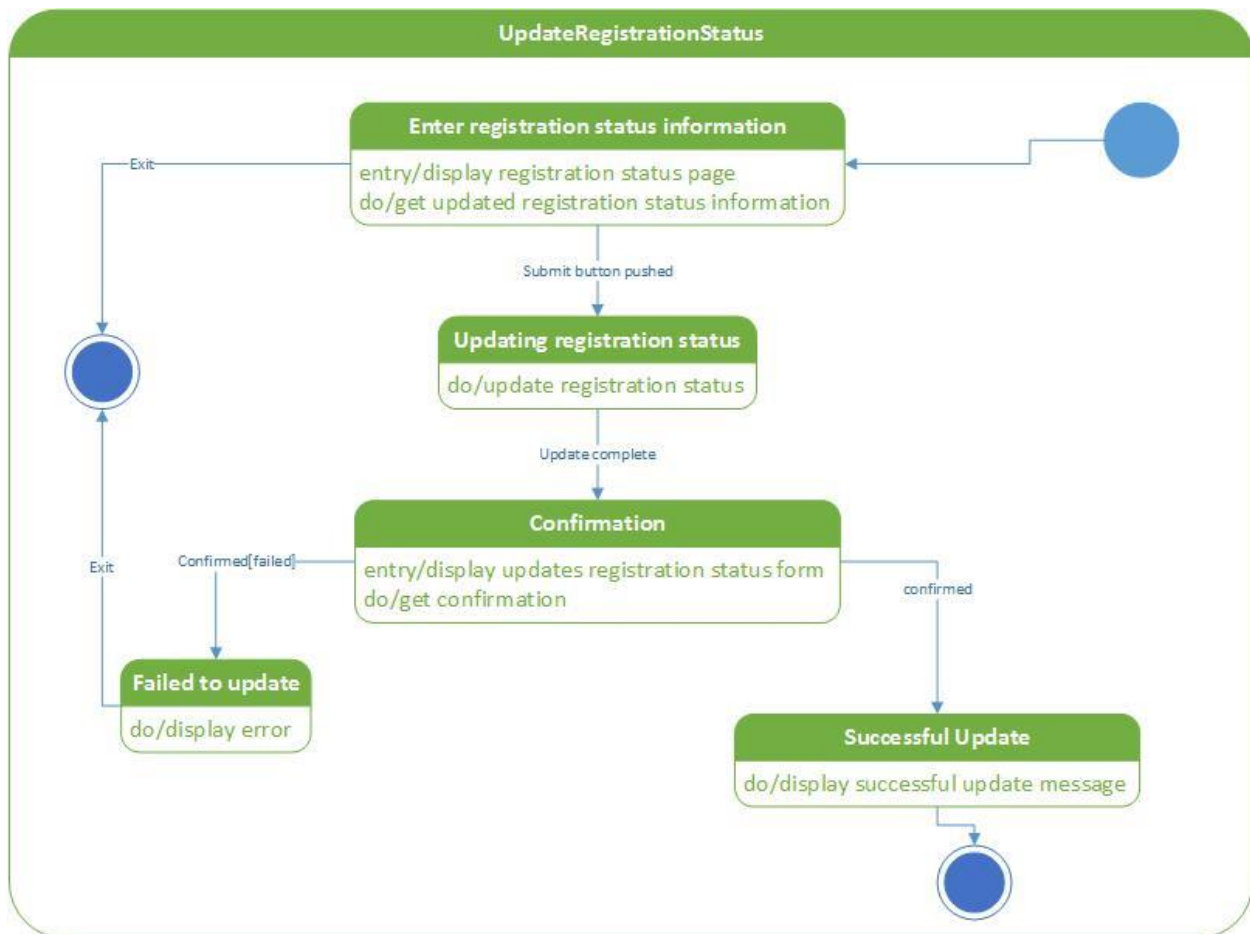 UpdateRegistrationStatus
Enter registration status information
entry/display registration status page
do/get updated registration status information
Exit
Submit button pushed
Updating registration status
do/update registration status
Update complete
Confirmation
entry/display updates registration status form
do/get confirmation
Confirmed[failed]
Exit
confirmed
Failed to update
do/display error
Successful Update
do/display successful update message